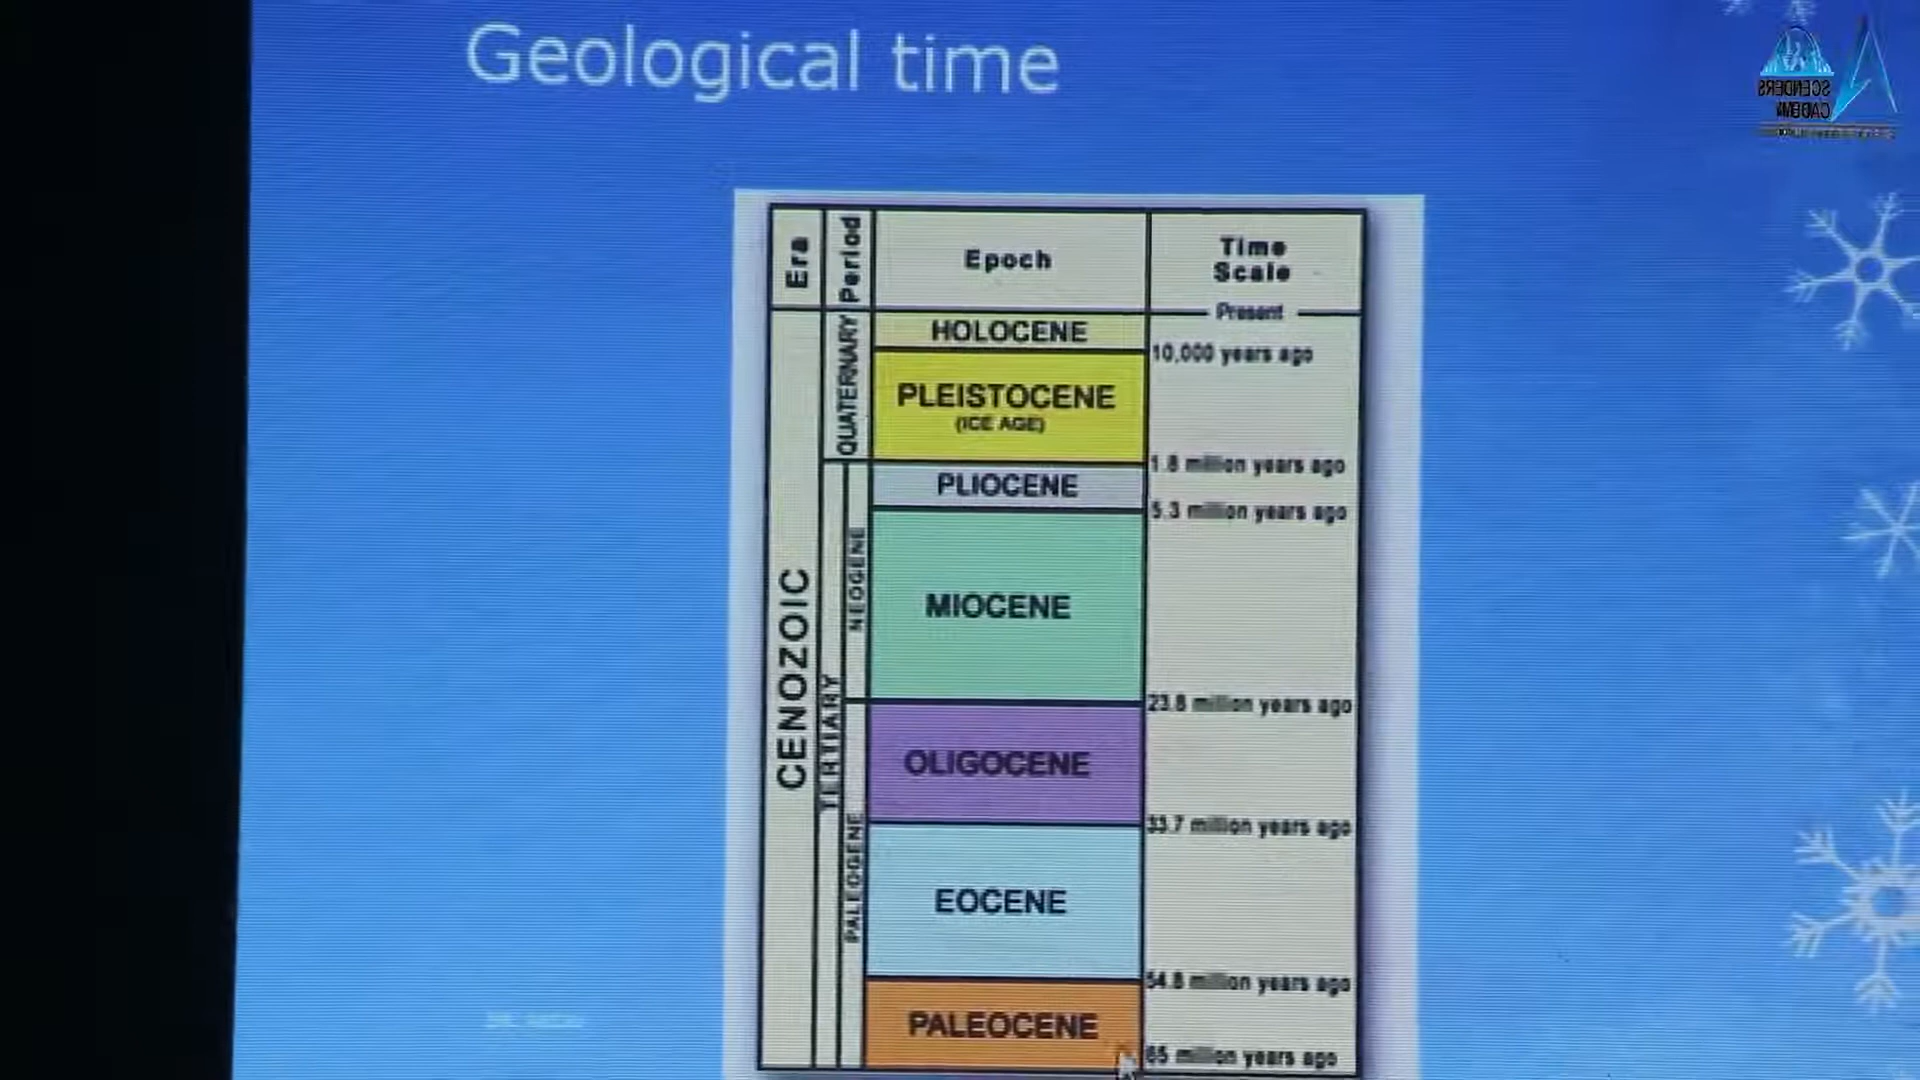 Geological time
Era
Period
Epoch
Time
Scale
Present
CENOZOIC
QUATERNARY
HOLOCENE
10,000 years ago
PLEISTOCENE
(ICE AGE)
1.8 million years ago
TERTIARY
NEOGENE
PLIOCENE
5.3 million years ago
MIOCENE
23.8 million years ago
PALEOGENE
OLIGOCENE
33.7 million years ago
EOCENE
54.8 million years ago
PALEOCENE
65 million years ago
SCENDERS
CADEMY